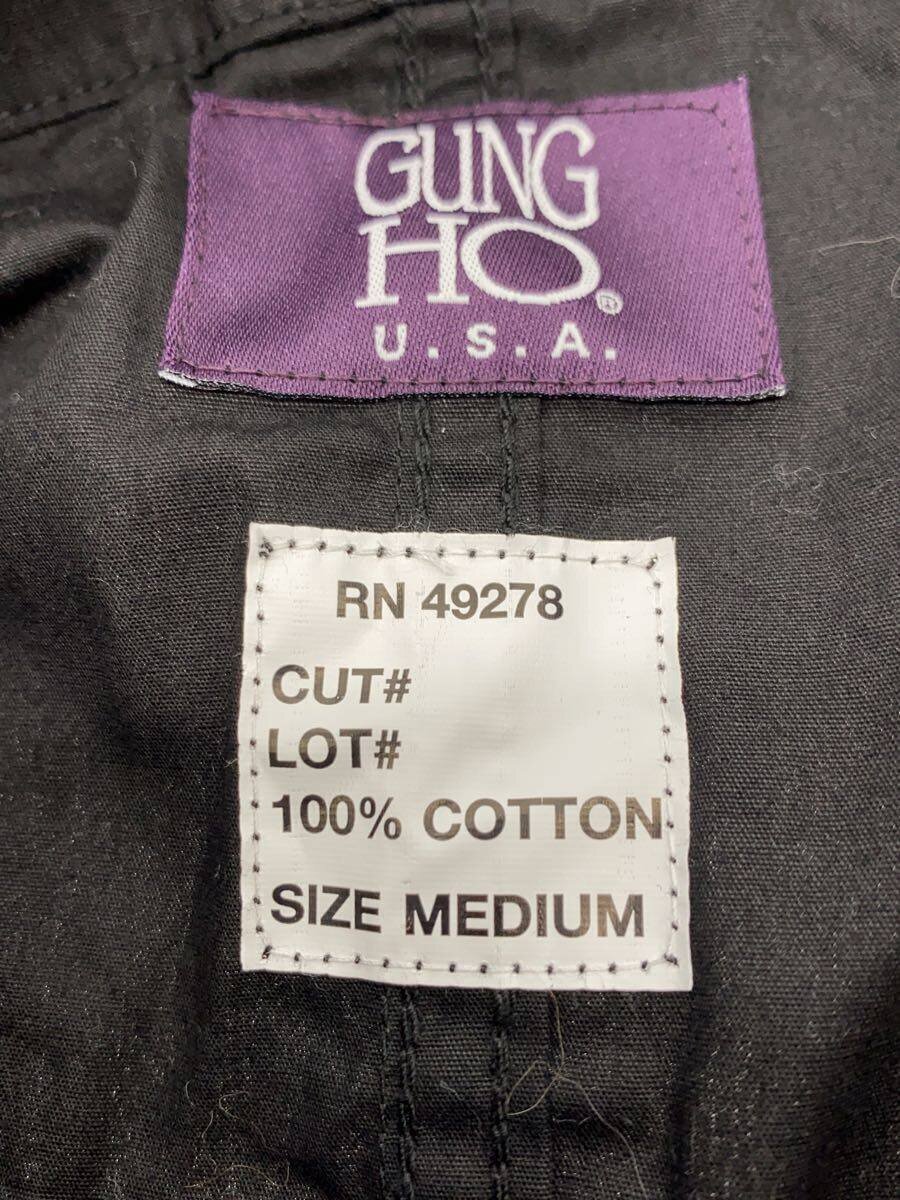 GUNG
HO®
U.S.A.
RN 49278
CUT#
LOT#
100% COTTON
SIZE MEDIUM